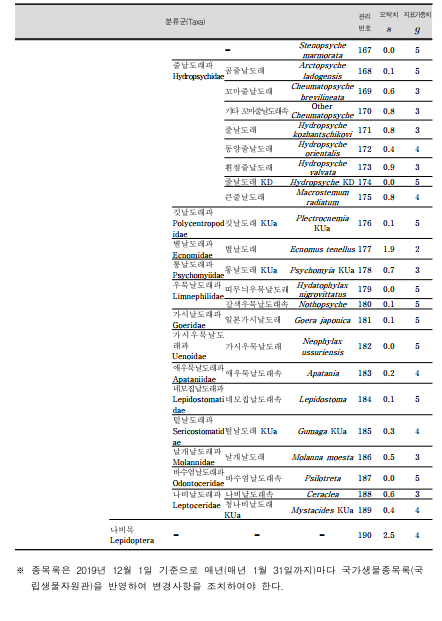 분류군(Taxa) 관리 오탁치 지표가중치
번호 s g
- Stenopsyche marmorata 167 0.0 5
줄날도래과 Hydropsychidae 곰줄날도래 Arctopsyche ladogensis 168 0.1 5
꼬마줄날도래 Cheumatopsyche brevilineata 169 0.6 3
기타 꼬마줄날도래속 Other Cheumatopsyche 170 0.8 3
줄날도래 Hydropsyche kozhantschikovi 171 0.8 3
동양줄날도래 Hydropsyche orientalis 172 0.4 4
흰점줄날도래 Hydropsyche valvata 173 0.9 3
줄날도래 KD Hydropsyche KD 174 0.0 5
큰줄날도래 Macrostemum radiatum 175 0.8 4
깃날도래과 Polycentropodidae 깃날도래 KUa Plectrocnemia KUa 176 0.1 5
별날도래과 Ecnomidae 별날도래 Ecnomus tenellus 177 1.9 2
통날도래과 Psychomyiidae 통날도래 KUa Psychomyia KUa 178 0.7 3
우묵날도래과 Limnephilidae 띠무늬우묵날도래 Hydatophylax nigrovittatus 179 0.0 5
갈색우묵날도래속 Nothopsyche 180 0.1 5
가시날도래과 Goeridae 일본가시날도래 Goera japonica 181 0.1 5
가시우묵날도래과 Uenoidae 가시우묵날도래 Neophylax ussuriensis 182 0.0 5
애우묵날도래과 Apataniidae 애우묵날도래속 Apatania 183 0.2 4
네모집날도래과 Lepidostomatidae 네모집날도래속 Lepidostoma 184 0.1 5
털날도래과 Sericostomatidae 털날도래 KUa Gumaga KUa 185 0.3 4
날개날도래과 Molannidae 날개날도래 Molanna moesta 186 0.5 3
바수염날도래과 Odontoceridae 바수염날도래속 Psilotreta 187 0.0 5
나비날도래과 Leptoceridae 나비날도래속 Ceraclea 188 0.6 3
청나비날도래 KUa Mystacides KUa 189 0.4 4
나비목 Lepidoptera - - - 190 2.5 4
※ 종목록은 2019년 12월 1일 기준으로 매년(매년 1월 31일까지)마다 국가생물종목록(국
립생물자원관)을 반영하여 변경사항을 조치하여야 한다.